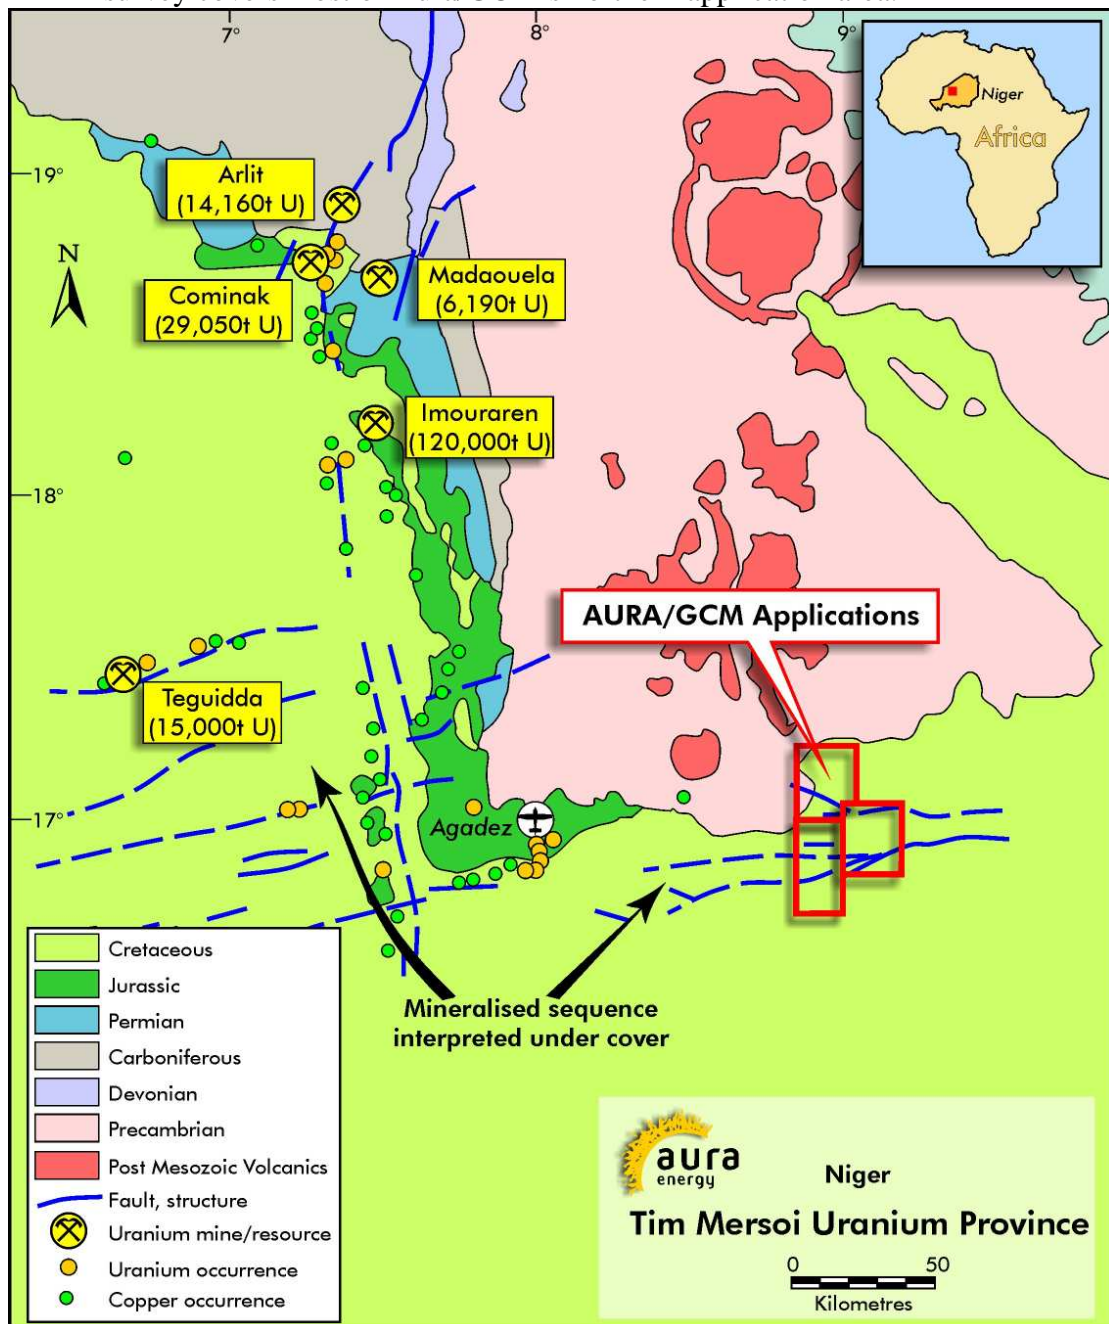 7°
8°
9°
Niger
Africa
19°
Arlit
(14,160t U)
N
Cominak
(29,050t U)
Madaouela
(6,190t U)
Imouraren
(120,000t U)
18°
AURA/GCM Applications
Teguidda
(15,000t U)
17°
Agadez
Mineralised sequence
interpreted under cover
Cretaceous
Jurassic
Permian
Carboniferous
Devonian
Precambrian
Post Mesozoic Volcanics
Fault, structure
Uranium mine/resource
Uranium occurrence
Copper occurrence
aura
energy
Niger
Tim Mersoi Uranium Province
0 50
Kilometres